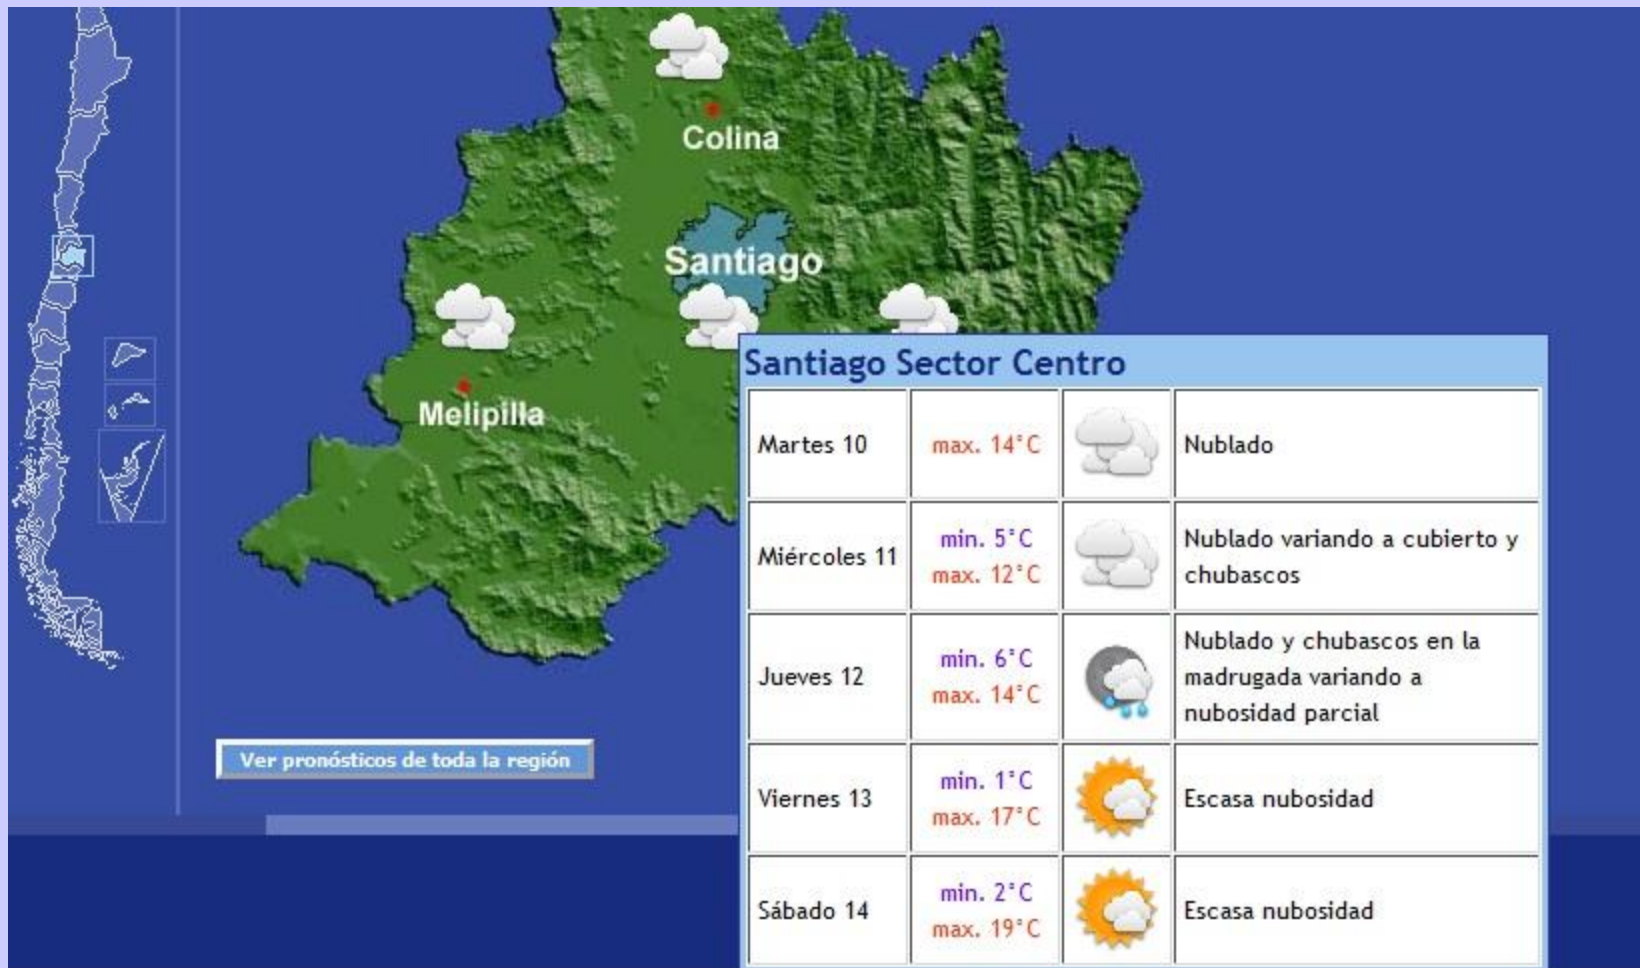 Colina
Santiago
Melipilla
Ver pronósticos de toda la región
Santiago Sector Centro
Martes 10
max. 14°C
Nublado
Miércoles 11
min. 5°C
max. 12°C
Nublado variando a cubierto y
chubascos
Jueves 12
min. 6°C
max. 14°C
Nublado y chubascos en la
madrugada variando a
nubosidad parcial
Viernes 13
min. 1°C
max. 17°C
Escasa nubosidad
Sábado 14
min. 2°C
max. 19°C
Escasa nubosidad